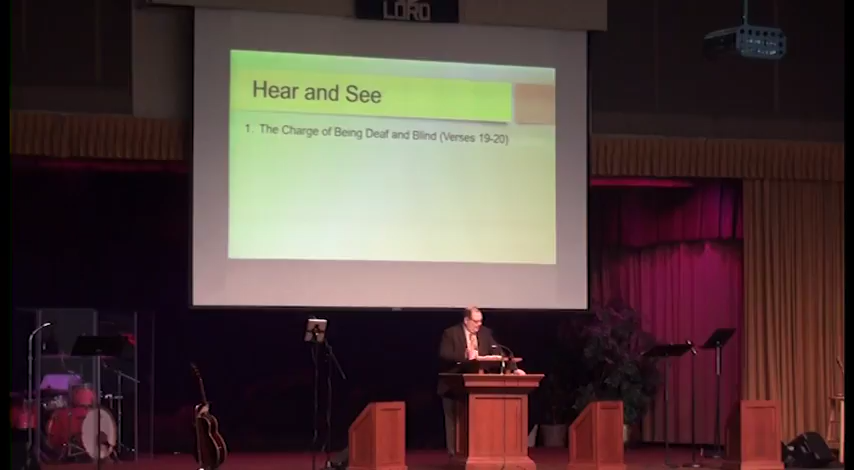 LORD
Hear and See
1. The Charge of Being Deaf and Blind (Verses 19-20)